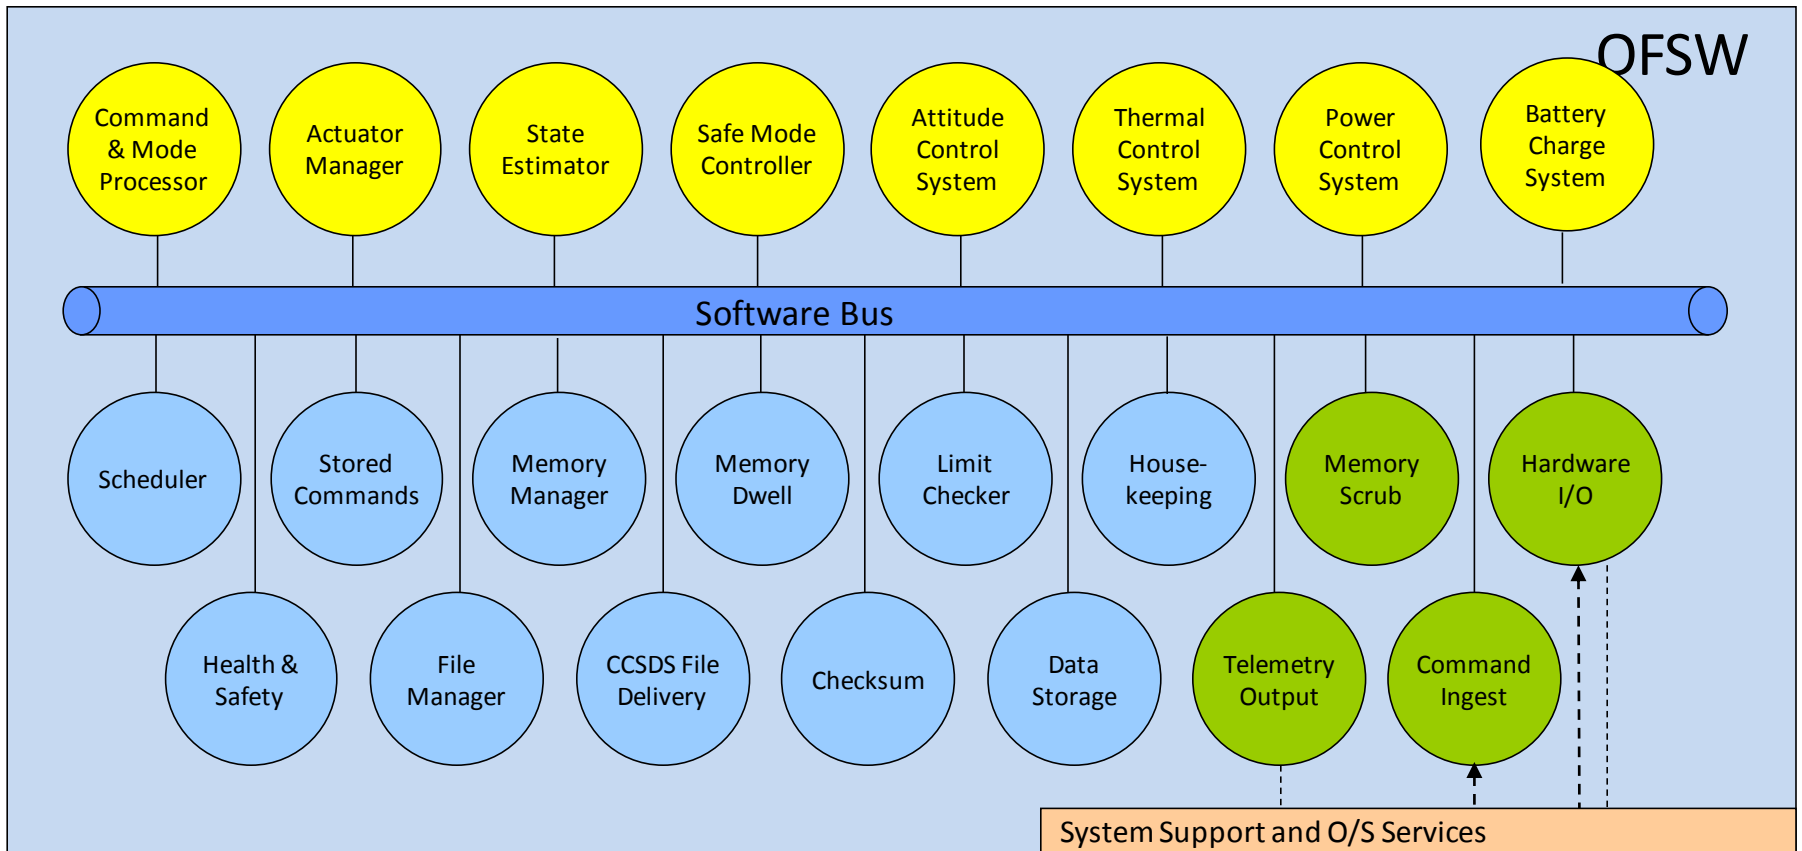 OFSW
Command
& Mode
Processor
Actuator
Manager
State
Estimator
Safe Mode
Controller
Attitude
Control
System
Thermal
Control
System
Power
Control
System
Battery
Charge
System
Software Bus
Scheduler
Stored
Commands
Memory
Manager
Memory
Dwell
Limit
Checker
House-
keeping
Memory
Scrub
Hardware
I/O
Health &
Safety
File
Manager
CCSDS File
Delivery
Checksum
Data
Storage
Telemetry
Output
Command
Ingest
System Support and O/S Services